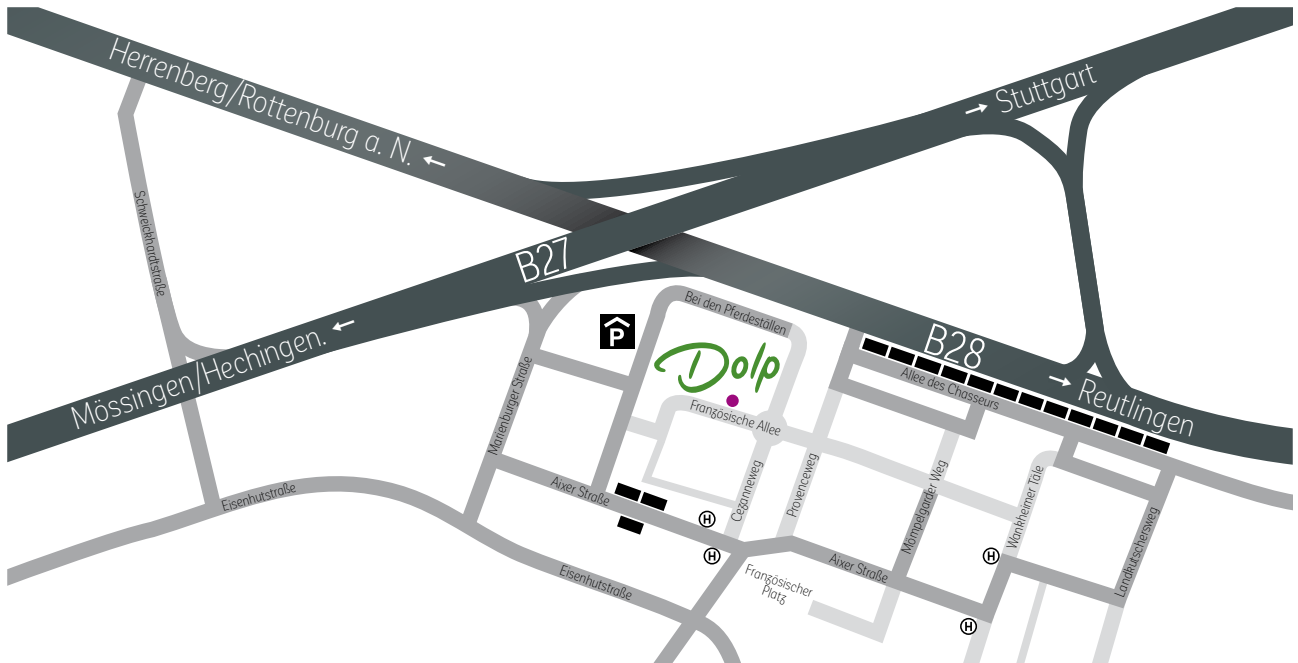 Herrenberg/Rottenburg a. N. ←
→ Stuttgart
Schweickhardtstraße
B27
Mössingen/Hechingen. ←
Bei den Pferdeställen
P
Dolp
B28
→ Reutlingen
Allee des Chasseurs
Marienburger Straße
Französische Allee
Eisenhutstraße
Aixer Straße
Cezanneweg
Provenceweg
Mömpelgarder Weg
Wankheimer Täle
Landkutschersweg
H
H
H
H
Aixer Straße
Eisenhutstraße
Französischer
Platz